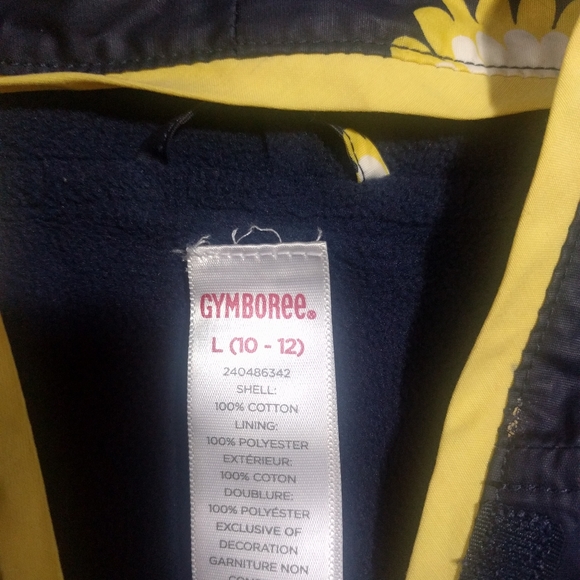 GYMBOREE®
L (10 - 12)
240486342
SHELL:
100% COTTON
LINING:
100% POLYESTER
EXTÉRIEUR:
100% COTON
DOUBLURE:
100% POLYÉSTER
EXCLUSIVE OF
DECORATION
GARNITURE NON